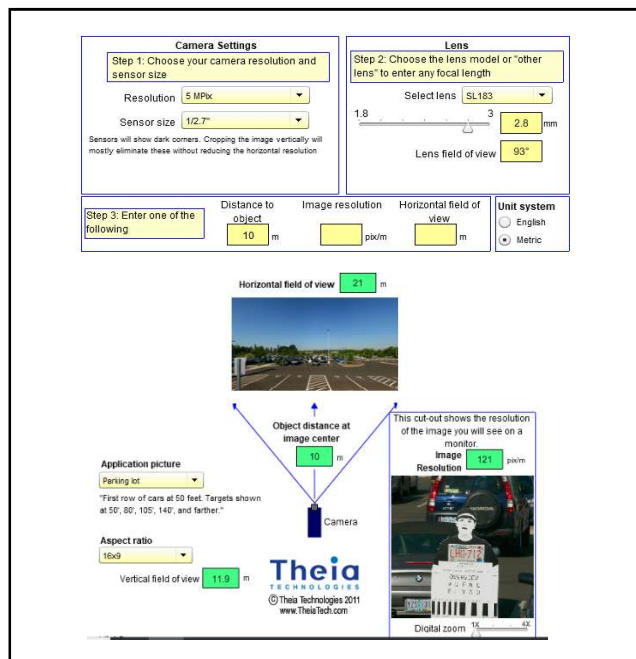 Camera Settings
Step 1: Choose your camera resolution and
sensor size
Resolution
5 MPix
Sensor size
1/2.7"
Sensors will show dark corners. Cropping the image vertically will
mostly eliminate these without reducing the horizontal resolution
Lens
Step 2: Choose the lens model or "other
lens" to enter any focal length
Select lens
SL183
1.8
3
2.8 mm
Lens field of view
93°
Step 3: Enter one of the
following
Distance to
object
10 m
Image resolution
pix/m
Horizontal field of
view
m
Unit system
English
Metric
Horizontal field of view
21 m
Object distance at
image center
10 m
Camera
Application picture
Parking lot
"First row of cars at 50 feet. Targets shown
at 50', 80', 105', 140', and farther."
Aspect ratio
16x9
Vertical field of view
11.9 m
Theia
TECHNOLOGIES
© Theia Technologies 2011
www.TheiaTech.com
This cut-out shows the resolution
of the image you will see on a
monitor.
Image
Resolution
121 pix/m
Digital zoom
1X
4X